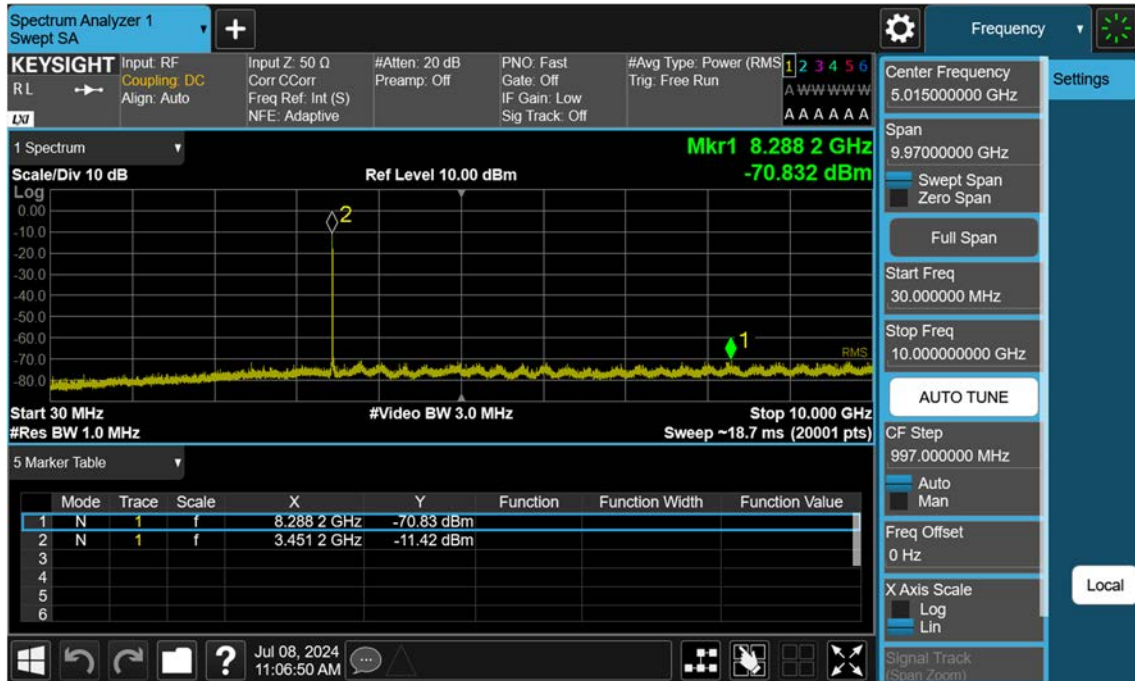 Spectrum Analyzer 1
Swept SA
Frequency
KEYSIGHT
RL
LXI
Input: RF
Coupling: DC
Align: Auto
Input Z: 50 Ω
Corr CCorr
Freq Ref: Int (S)
NFE: Adaptive
#Atten: 20 dB
Preamp: Off
PNO: Fast
Gate: Off
IF Gain: Low
Sig Track: Off
#Avg Type: Power (RMS
Trig: Free Run
1 2 3 4 5 6
A W W W W W
A A A A A A
1 Spectrum
Scale/Div 10 dB
Ref Level 10.00 dBm
Mkr1 8.288 2 GHz
-70.832 dBm
Log
0.00
-10.0
-20.0
-30.0
-40.0
-50.0
-60.0
-70.0
-80.0
2
1
RMS
Start 30 MHz
#Res BW 1.0 MHz
#Video BW 3.0 MHz
Stop 10.000 GHz
Sweep ~18.7 ms (20001 pts)
5 Marker Table
Mode Trace Scale X Y Function Function Width Function Value
1 N 1 f 8.288 2 GHz -70.83 dBm
2 N 1 f 3.451 2 GHz -11.42 dBm
3
4
5
6
Jul 08, 2024
11:06:50 AM
Center Frequency
5.015000000 GHz
Span
9.97000000 GHz
Swept Span
Zero Span
Full Span
Start Freq
30.000000 MHz
Stop Freq
10.000000000 GHz
AUTO TUNE
CF Step
997.000000 MHz
Auto
Man
Freq Offset
0 Hz
X Axis Scale
Log
Lin
Signal Track
(Span Zoom)
Settings
Local